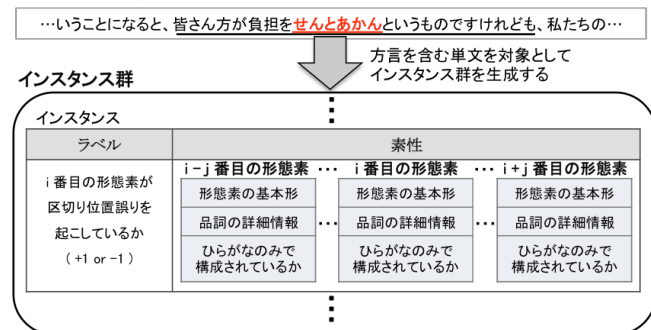 …いうことになると、皆さん方が負担をせんとあかんというものですけれども、私たちの…
方言を含む単文を対象として
インスタンス群を生成する
インスタンス群
インスタンス
ラベル 素性
i−j 番目の形態素 … i 番目の形態素 … i+j 番目の形態素
i 番目の形態素が
区切り位置誤りを
起こしているか
( +1 or −1 )
形態素の基本形 形態素の基本形 形態素の基本形
品詞の詳細情報 … 品詞の詳細情報 … 品詞の詳細情報
ひらがなのみで
構成されているか
ひらがなのみで
構成されているか
ひらがなのみで
構成されているか